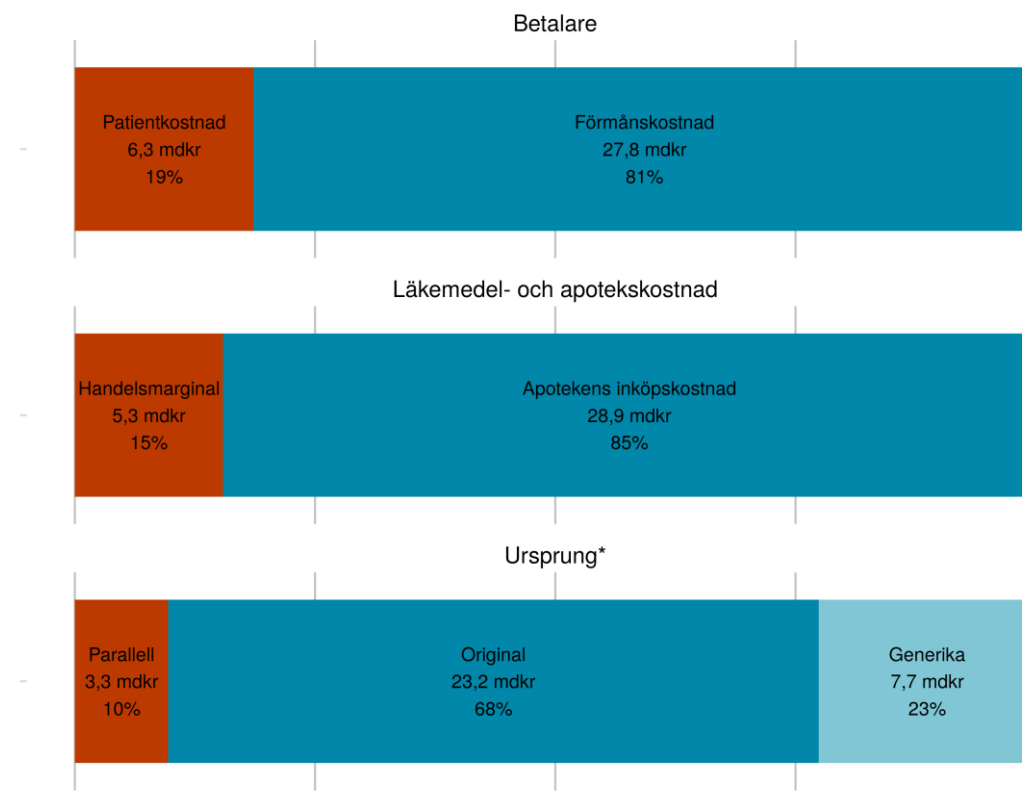 Betalare
Patientkostnad
6,3 mdkr
19%
Förmånskostnad
27,8 mdkr
81%
Läkemedel- och apotekskostnad
Handelsmarginal
5,3 mdkr
15%
Apotekens inköpskostnad
28,9 mdkr
85%
Ursprung*
Parallell
3,3 mdkr
10%
Original
23,2 mdkr
68%
Generika
7,7 mdkr
23%